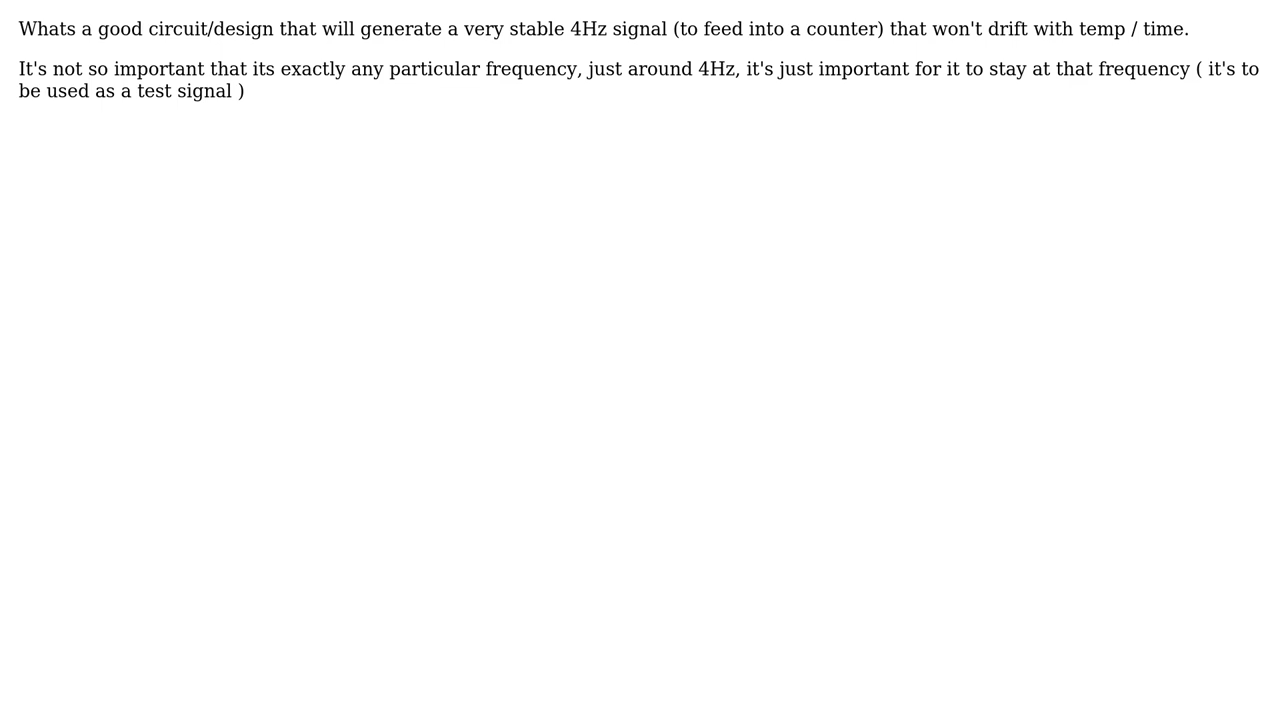 Whats a good circuit/design that will generate a very stable 4Hz signal (to feed into a counter) that won't drift with temp / time.
It's not so important that its exactly any particular frequency, just around 4Hz, it's just important for it to stay at that frequency ( it's to
be used as a test signal )